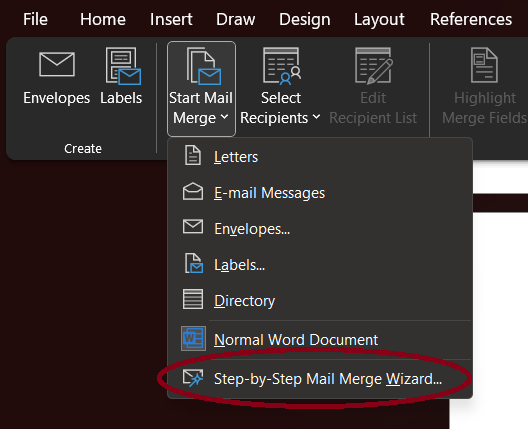 File Home Insert Draw Design Layout References
Envelopes Labels
Start Mail
Merge
Select
Recipients
Edit
Recipient List
Highlight
Merge Fields
Create
Letters
E-mail Messages
Envelopes...
Labels...
Directory
Normal Word Document
Step-by-Step Mail Merge Wizard...